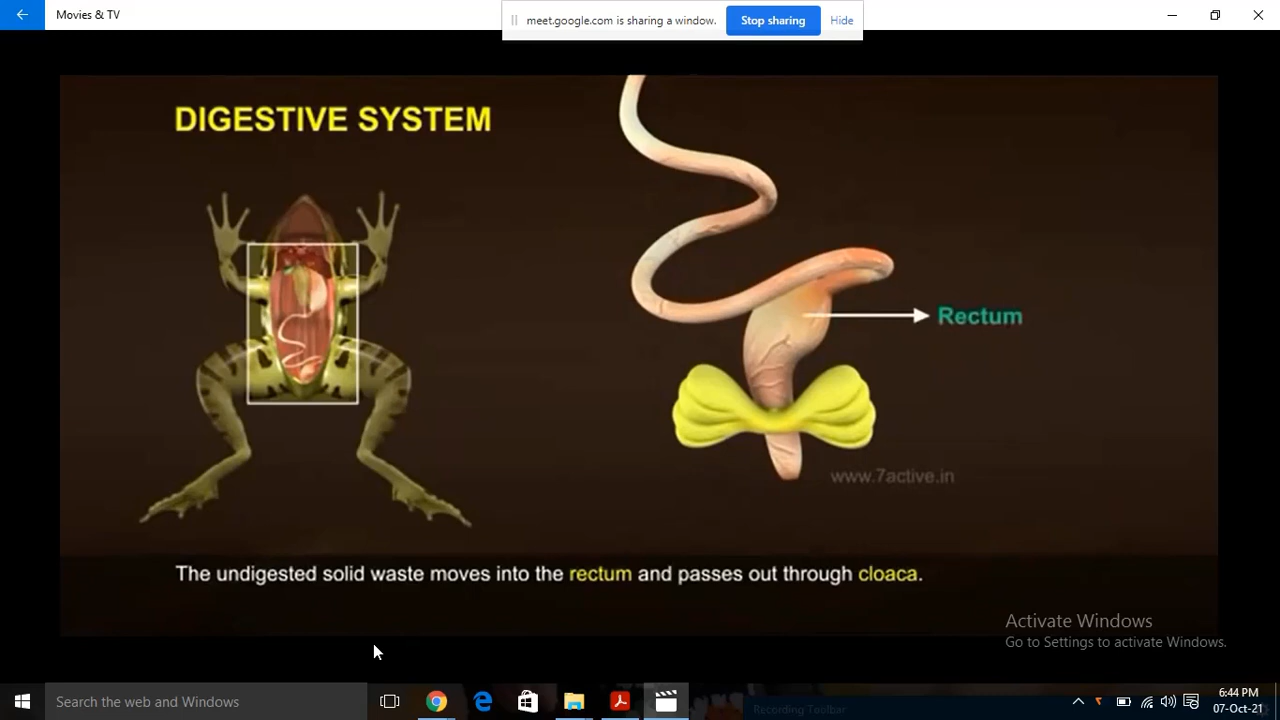 Movies & TV
meet.google.com is sharing a window.
Stop sharing
Hide
DIGESTIVE SYSTEM
Rectum
www.7active.in
The undigested solid waste moves into the rectum and passes out through cloaca.
Activate Windows
Go to Settings to activate Windows.
Search the web and Windows
Recording Toolbar
6:44 PM
07-Oct-21